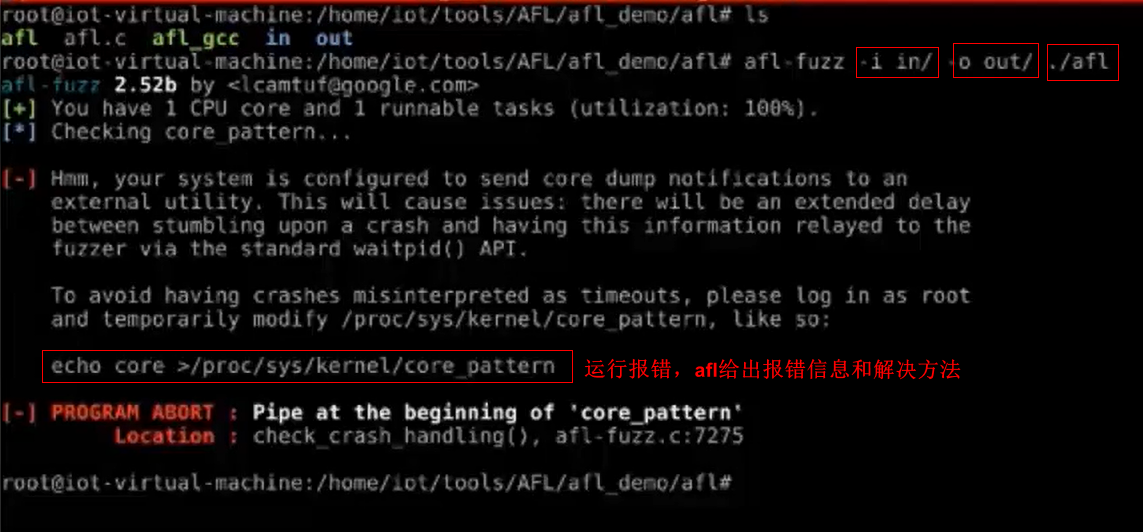 root@iot-virtual-machine:/home/iot/tools/AFL/afl_demo/afl# ls
afl afl.c afl_gcc in out
root@iot-virtual-machine:/home/iot/tools/AFL/afl_demo/afl# afl-fuzz -i in/ -o out/ ./afl
afl-fuzz 2.52b by <lcamtuf@google.com>
[+] You have 1 CPU core and 1 runnable tasks (utilization: 100%).
[*] Checking core_pattern...
[-] Hmm, your system is configured to send core dump notifications to an
external utility. This will cause issues: there will be an extended delay
between stumbling upon a crash and having this information relayed to the
fuzzer via the standard waitpid() API.
To avoid having crashes misinterpreted as timeouts, please log in as root
and temporarily modify /proc/sys/kernel/core_pattern, like so:
echo core >/proc/sys/kernel/core_pattern 运行报错，afl给出报错信息和解决方法
[-] PROGRAM ABORT : Pipe at the beginning of 'core_pattern'
Location : check_crash_handling(), afl-fuzz.c:7275
root@iot-virtual-machine:/home/iot/tools/AFL/afl_demo/afl#